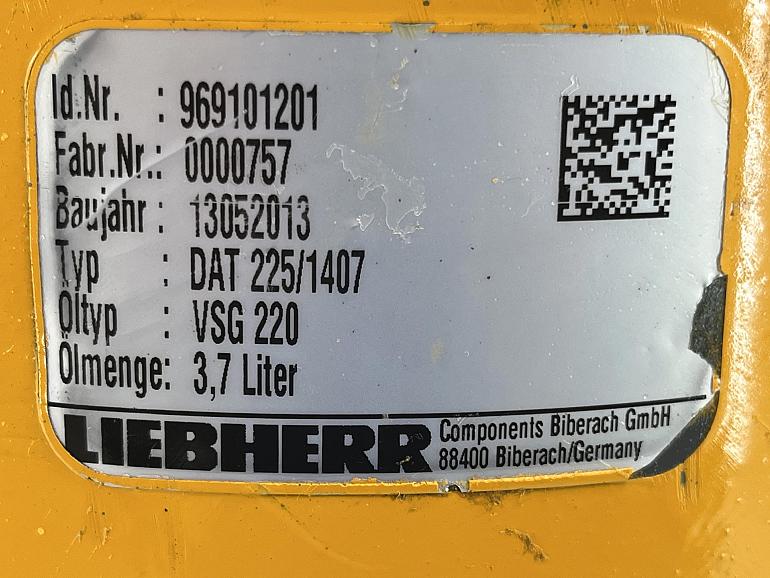 Id.Nr. : 969101201
Fabr.Nr.: 0000757
Baujahr : 13052013
Typ : DAT 225/1407
Öltyp : VSG 220
Ölmenge: 3,7 Liter
LIEBHERR Components Biberach GmbH
88400 Biberach/Germany